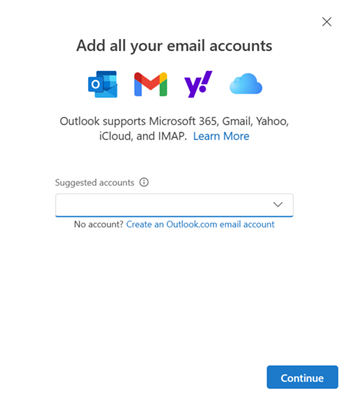 Add all your email accounts
Outlook supports Microsoft 365, Gmail, Yahoo,
iCloud, and IMAP. Learn More
Suggested accounts
No account? Create an Outlook.com email account
Continue